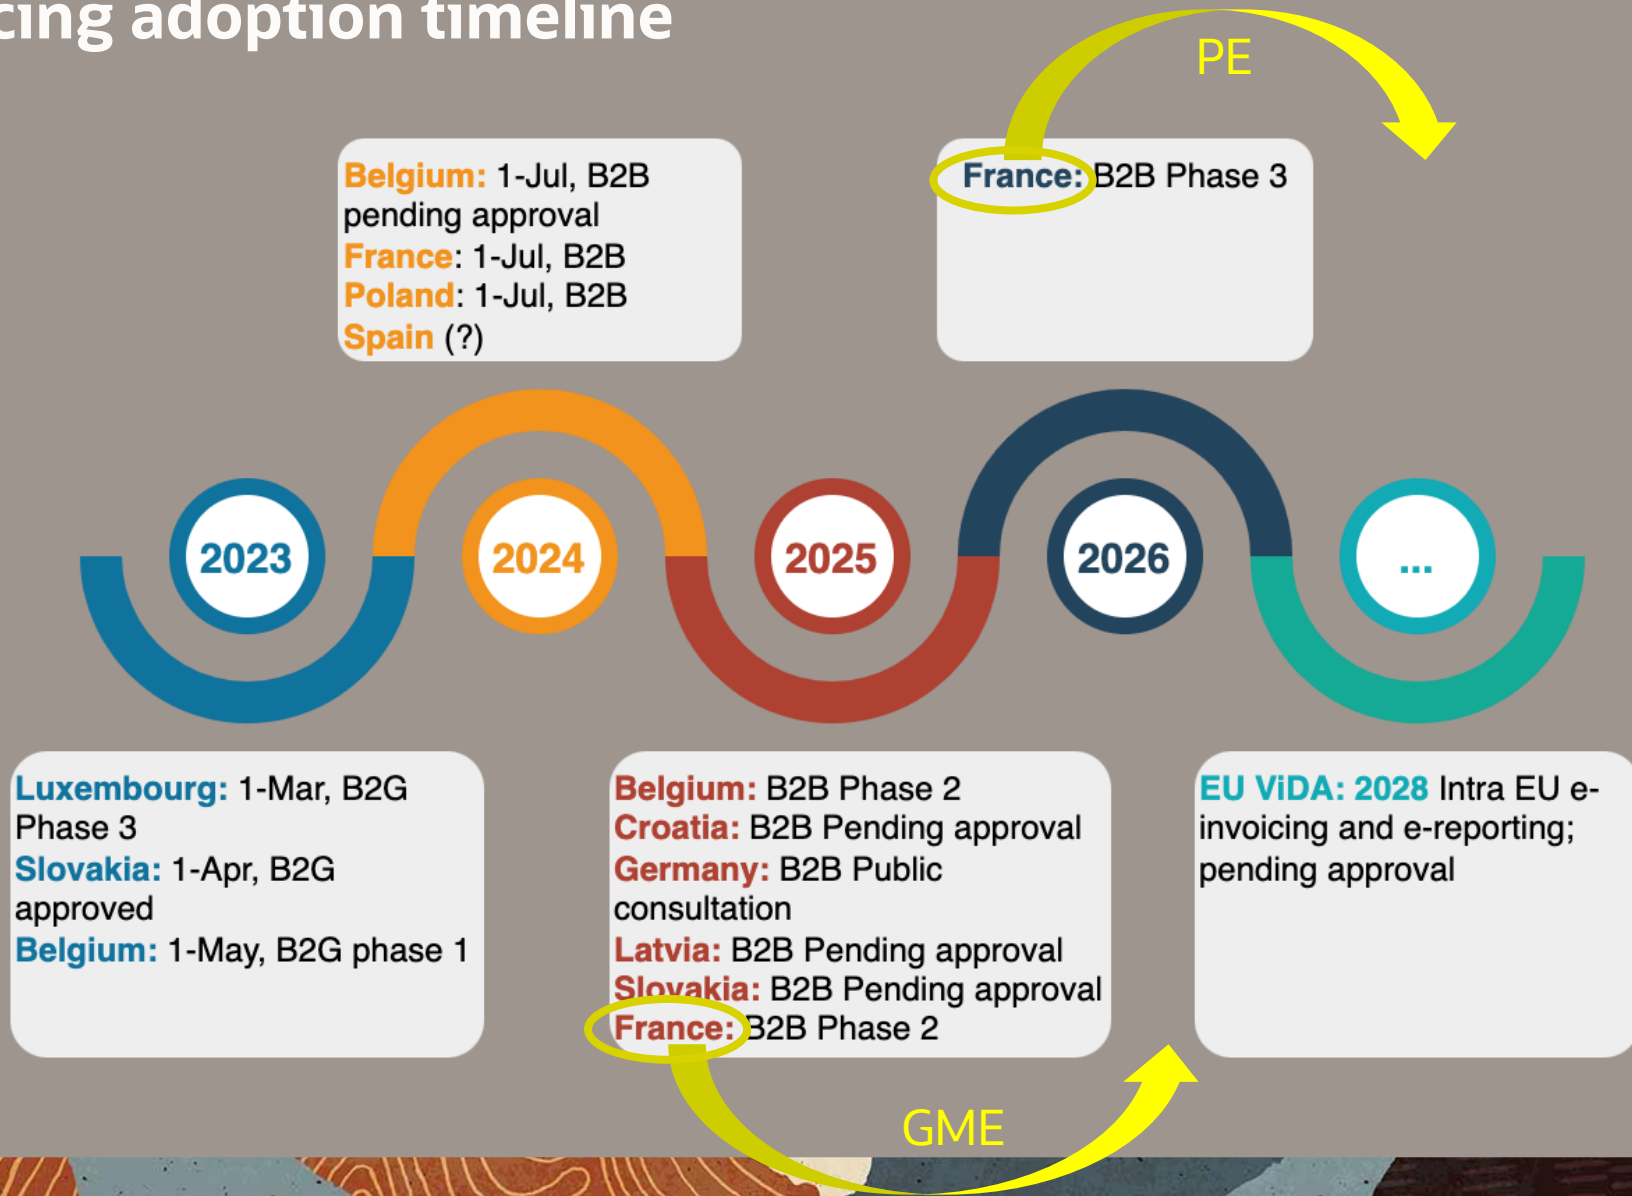 adoption timeline
PE
Belgium: 1-Jul, B2B
pending approval
France: 1-Jul, B2B
Poland: 1-Jul, B2B
Spain (?)
France: B2B Phase 3
2023
2024
2025
2026
...
Luxembourg: 1-Mar, B2G
Phase 3
Slovakia: 1-Apr, B2G
approved
Belgium: 1-May, B2G phase 1
Belgium: B2B Phase 2
Croatia: B2B Pending approval
Germany: B2B Public
consultation
Latvia: B2B Pending approval
Slovakia: B2B Pending approval
France: B2B Phase 2
EU ViDA: 2028 Intra EU e-
invoicing and e-reporting;
pending approval
GME